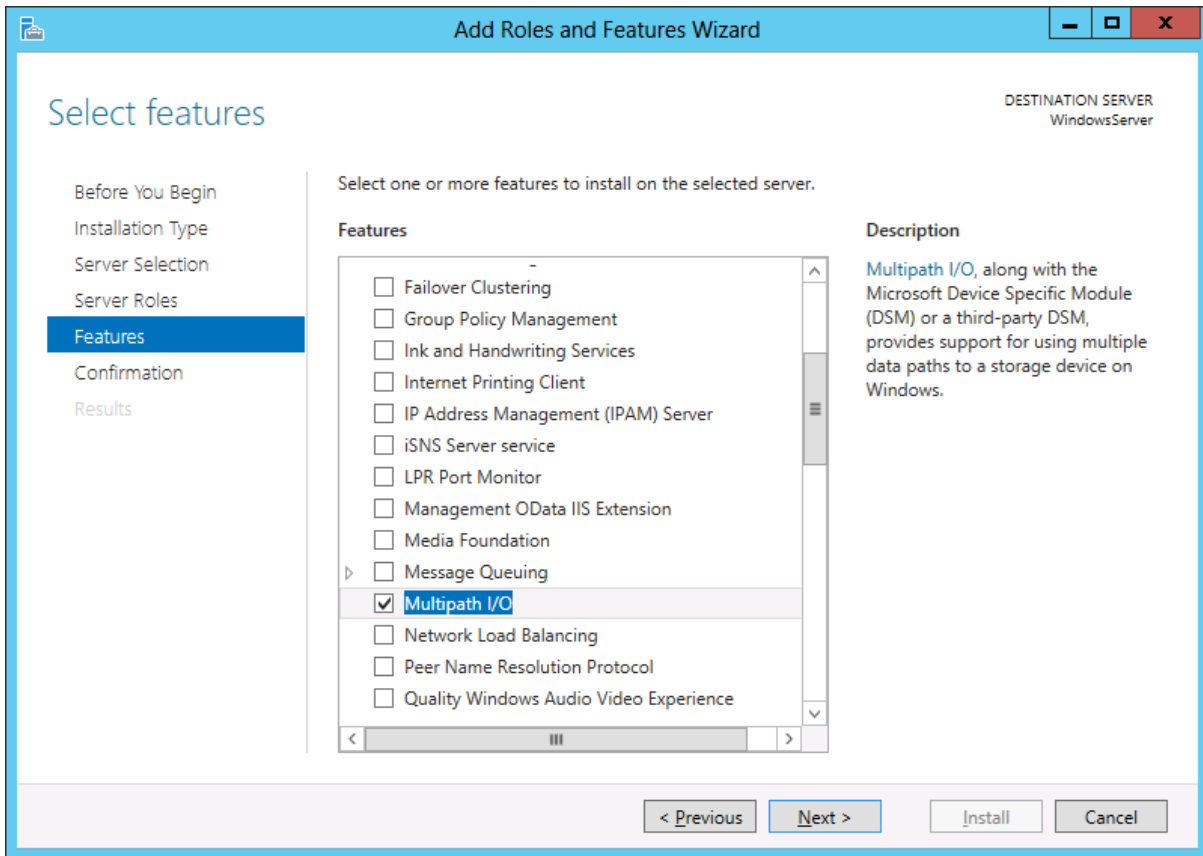 Add Roles and Features Wizard
Select features
DESTINATION SERVER
WindowsServer
Before You Begin
Installation Type
Server Selection
Server Roles
Features
Confirmation
Results
Select one or more features to install on the selected server.
Features
Failover Clustering
Group Policy Management
Ink and Handwriting Services
Internet Printing Client
IP Address Management (IPAM) Server
iSNS Server service
LPR Port Monitor
Management OData IIS Extension
Media Foundation
Message Queuing
Multipath I/O
Network Load Balancing
Peer Name Resolution Protocol
Quality Windows Audio Video Experience
Description
Multipath I/O, along with the
Microsoft Device Specific Module
(DSM) or a third-party DSM,
provides support for using multiple
data paths to a storage device on
Windows.
< Previous
Next >
Install
Cancel